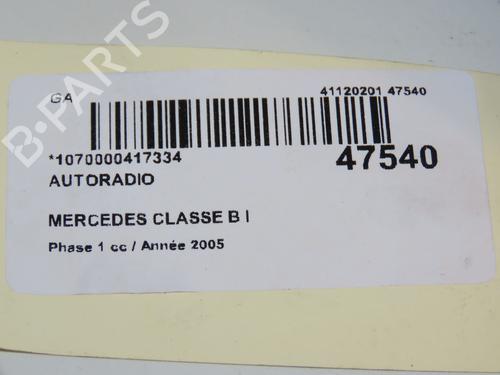 B-PARTS
GA 41120201 47540
*1070000417334 47540
AUTORADIO
MERCEDES CLASSE B I
Phase 1 cc / Année 2005